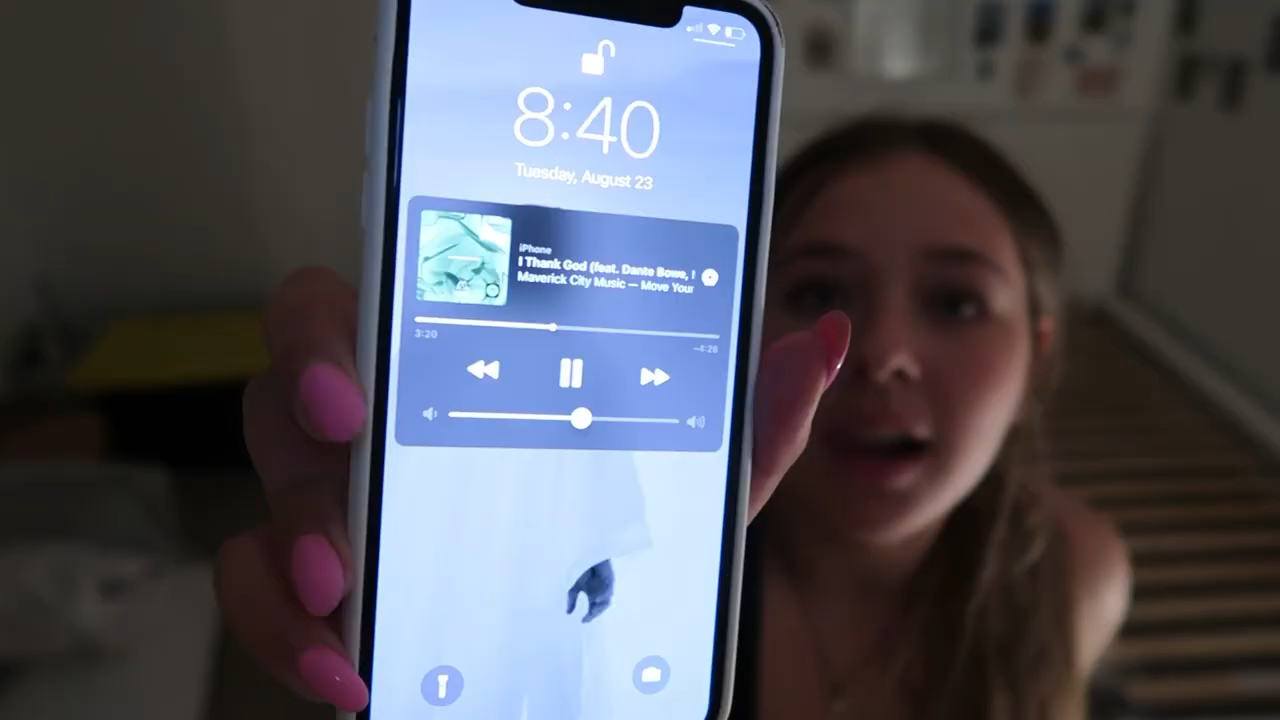 8:40
Tuesday, August 23
iPhone
I Thank God (feat. Dante Bowe, 
Maverick City Music — Move Your
3:20
-4:28